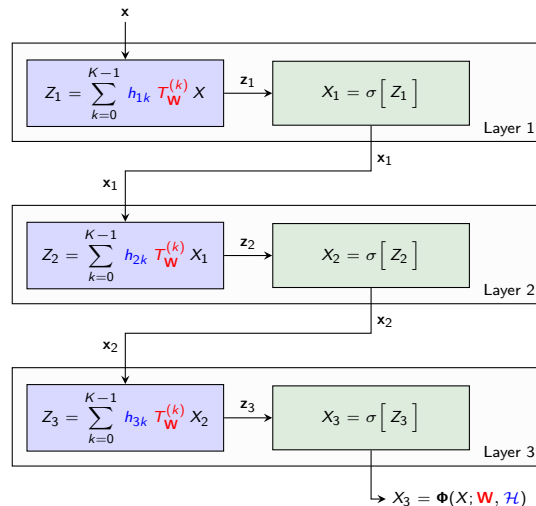 x
Z₁ = ∑_{k=0}^{K−1} h₁ₖ T_W^{(k)} X
z₁
X₁ = σ[ Z₁ ]
Layer 1
x₁
x₁
Z₂ = ∑_{k=0}^{K−1} h₂ₖ T_W^{(k)} X₁
z₂
X₂ = σ[ Z₂ ]
Layer 2
x₂
x₂
Z₃ = ∑_{k=0}^{K−1} h₃ₖ T_W^{(k)} X₂
z₃
X₃ = σ[ Z₃ ]
Layer 3
X₃ = Φ(X; W, ℋ)